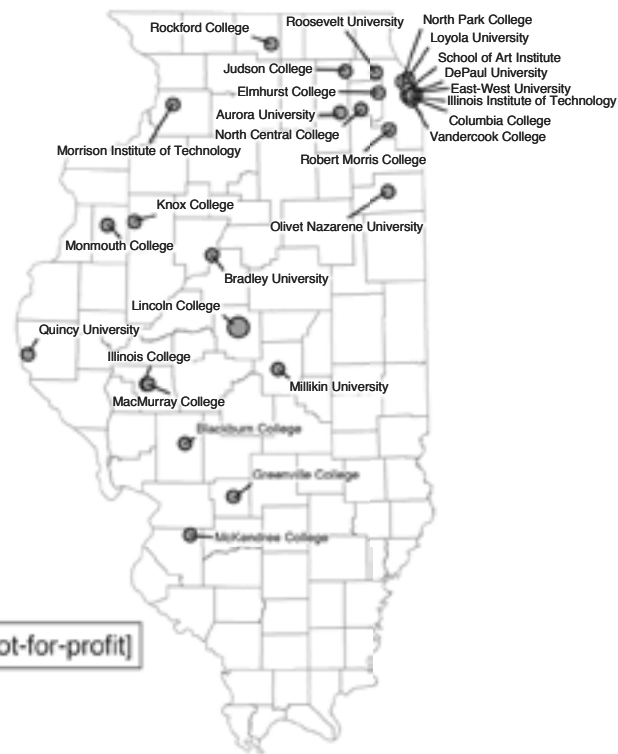 Roosevelt University
North Park College
Rockford College
Loyola University
School of Art Institute
Judson College
DePaul University
Elmhurst College
East-West University
Illinois Institute of Technology
Aurora University
Columbia College
North Central College
Vandercook College
Morrison Institute of Technology
Robert Morris College
Knox College
Olivet Nazarene University
Monmouth College
Bradley University
Lincoln College
Quincy University
Illinois College
Millikin University
MacMurray College
Blackburn College
Greenville College
McKendree College
ot-for-profit]